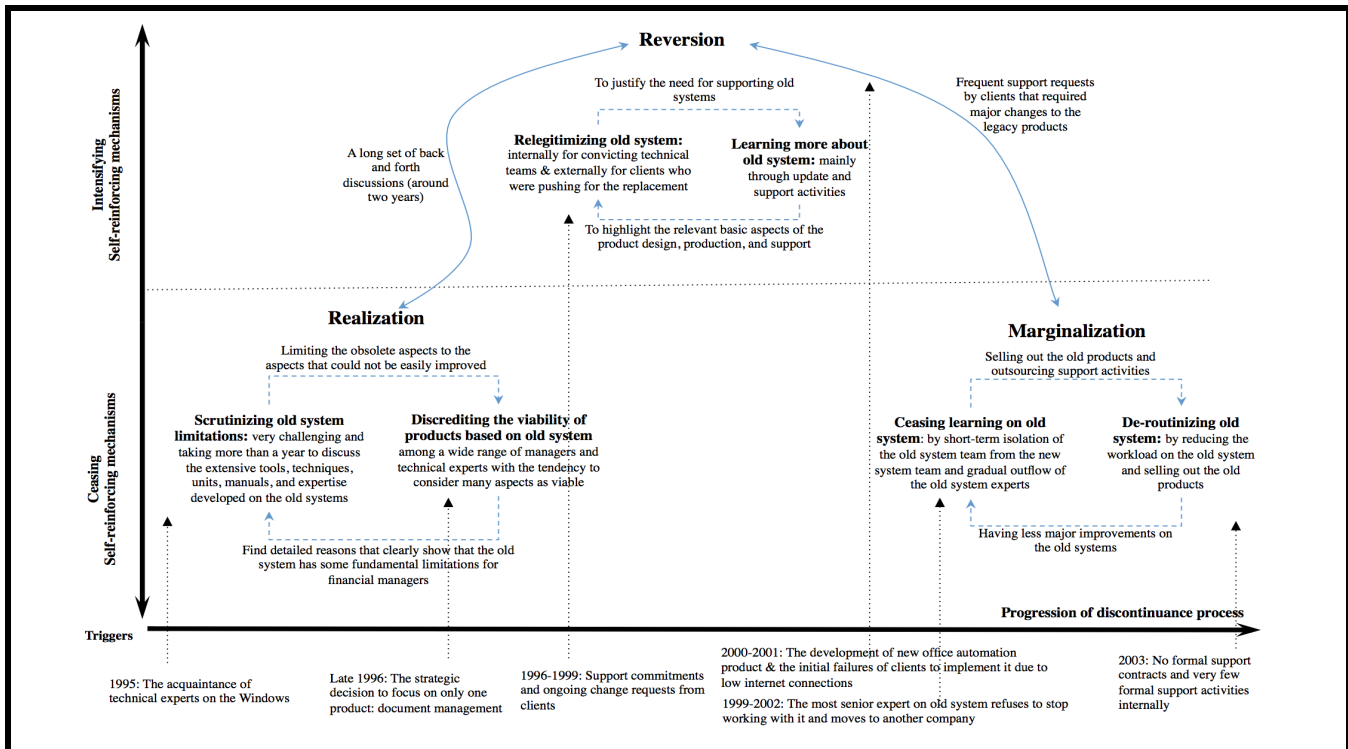 Reversion
To justify the need for supporting old
systems
Frequent support requests
by clients that required
major changes to the
legacy products
Intensifying
Self-reinforcing mechanisms
A long set of back
and forth
discussions (around
two years)
Relegitimizing old system:
internally for convicting technical
teams & externally for clients who
were pushing for the replacement
Learning more about
old system: mainly
through update and
support activities
To highlight the relevant basic aspects of the
product design, production, and support
Realization
Limiting the obsolete aspects to the
aspects that could not be easily improved
Marginalization
Selling out the old products and
outsourcing support activities
Ceasing
Self-reinforcing mechanisms
Scrutinizing old system
limitations: very challenging and
taking more than a year to discuss
the extensive tools, techniques,
units, manuals, and expertise
developed on the old systems
Discrediting the viability of
products based on old system
among a wide range of managers and
technical experts with the tendency to
consider many aspects as viable
Ceasing learning on old
system: by short-term isolation of
the old system team from the new
system team and gradual outflow of
the old system experts
De-routinizing old
system: by reducing the
workload on the old system
and selling out the old
products
Find detailed reasons that clearly show that the old
system has some fundamental limitations for
financial managers
Having less major improvements on
the old systems
Progression of discontinuance process
Triggers
1995: The acquaintance of
technical experts on the Windows
Late 1996: The strategic
decision to focus on only one
product: document management
1996-1999: Support commitments
and ongoing change requests from
clients
2000-2001: The development of new office automation
product & the initial failures of clients to implement it due to
low internet connections
1999-2002: The most senior expert on old system refuses to stop
working with it and moves to another company
2003: No formal support
contracts and very few
formal support activities
internally